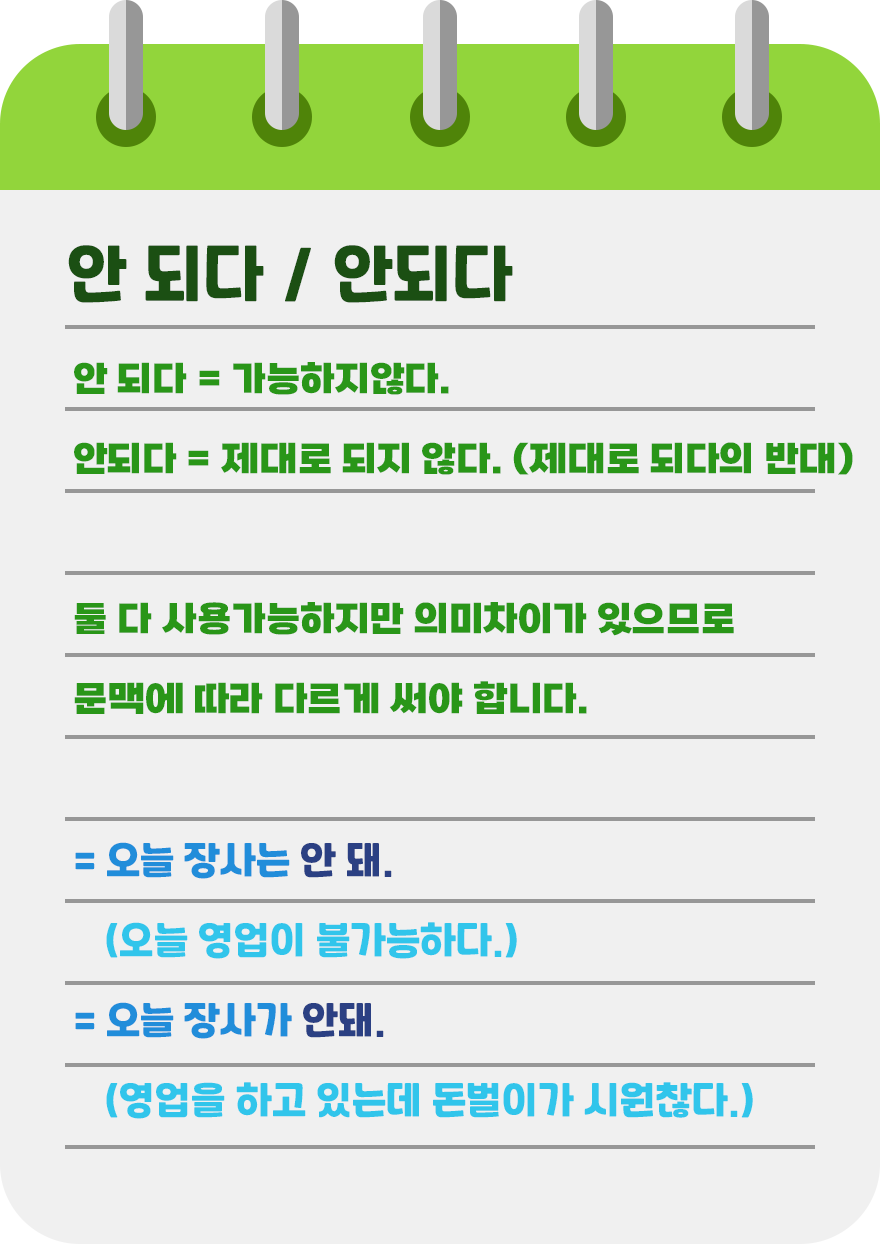 안 되다 / 안되다
안 되다 = 가능하지않다.
안되다 = 제대로 되지 않다. (제대로 되다의 반대)
둘 다 사용가능하지만 의미차이가 있으므로
문맥에 따라 다르게 써야 합니다.
= 오늘 장사는 안 돼.
(오늘 영업이 불가능하다.)
= 오늘 장사가 안돼.
(영업을 하고 있는데 돈벌이가 시원찮다.)